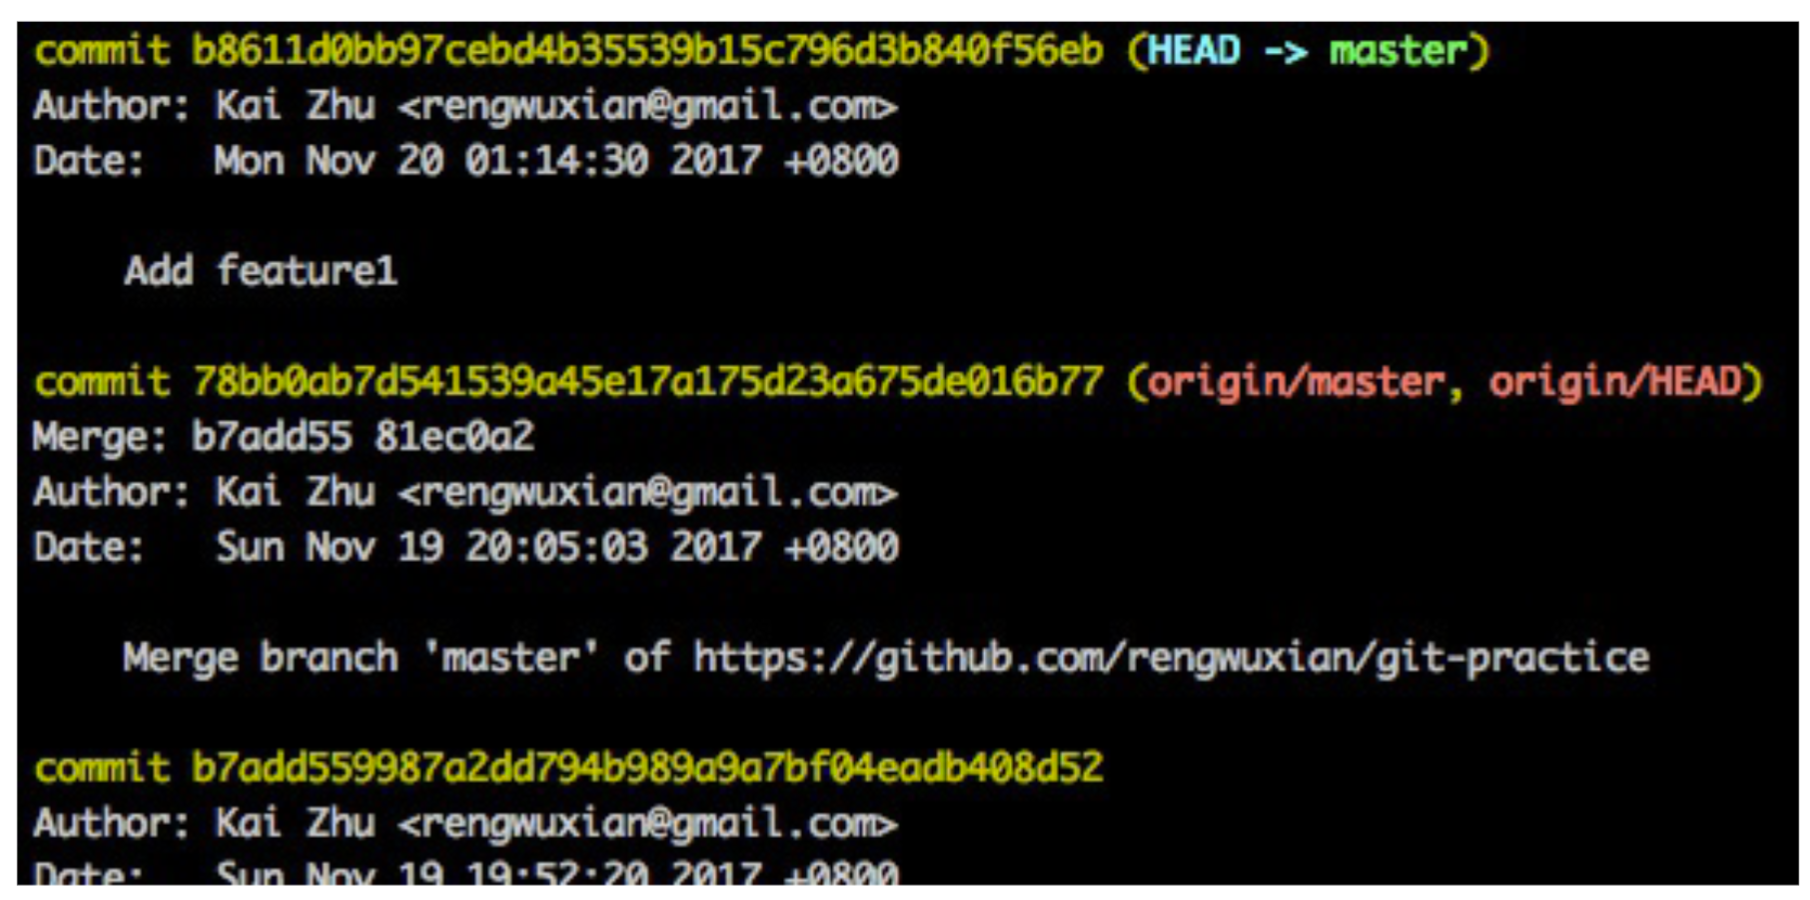 commit b8611d0bb97cebd4b35539b15c796d3b840f56eb (HEAD -> master)
Author: Kai Zhu <rengwuxian@gmail.com>
Date:   Mon Nov 20 01:14:30 2017 +0800
Add feature1
commit 78bb0ab7d541539a45e17a175d23a675de016b77 (origin/master, origin/HEAD)
Merge: b7add55 81ec0a2
Author: Kai Zhu <rengwuxian@gmail.com>
Date:   Sun Nov 19 20:05:03 2017 +0800
Merge branch 'master' of https://github.com/rengwuxian/git-practice
commit b7add559987a2dd794b989a9a7bf04eadb408d52
Author: Kai Zhu <rengwuxian@gmail.com>
Date:   Sun Nov 19 19:52:20 2017 +0800